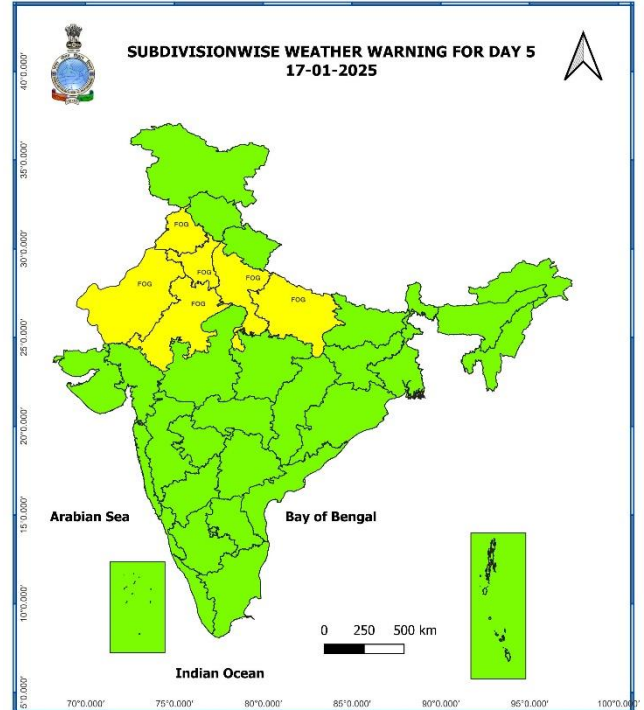 SUBDIVISIONWISE WEATHER WARNING FOR DAY 5
17-01-2025
40°0.000'
35°0.000'
30°0.000'
25°0.000'
20°0.000'
15°0.000'
10°0.000'
5°0.000'
FOG
FOG
FOG
FOG
FOG
FOG
Arabian Sea
Bay of Bengal
0 250 500 km
Indian Ocean
70°0.000' 75°0.000' 80°0.000' 85°0.000' 90°0.000' 95°0.000' 100°0.000'